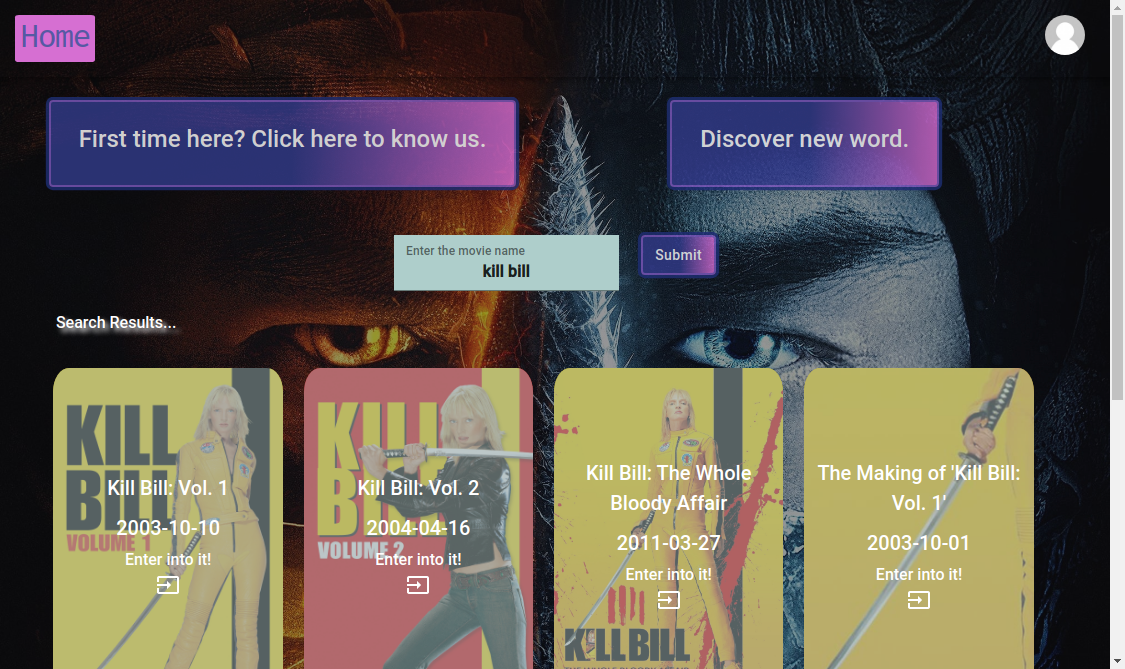 Home
First time here? Click here to know us.
Discover new word.
Enter the movie name
kill bill
Submit
Search Results...
KILL
BILL
VOLUME 1
Kill Bill: Vol. 1
2003-10-10
Enter into it!
KILL
BILL
VOLUME 2
Kill Bill: Vol. 2
2004-04-16
Enter into it!
Kill Bill: The Whole
Bloody Affair
2011-03-27
Enter into it!
KILL BILL
THE WHOLE BLOODY AFFAIR
The Making of 'Kill Bill:
Vol. 1'
2003-10-01
Enter into it!